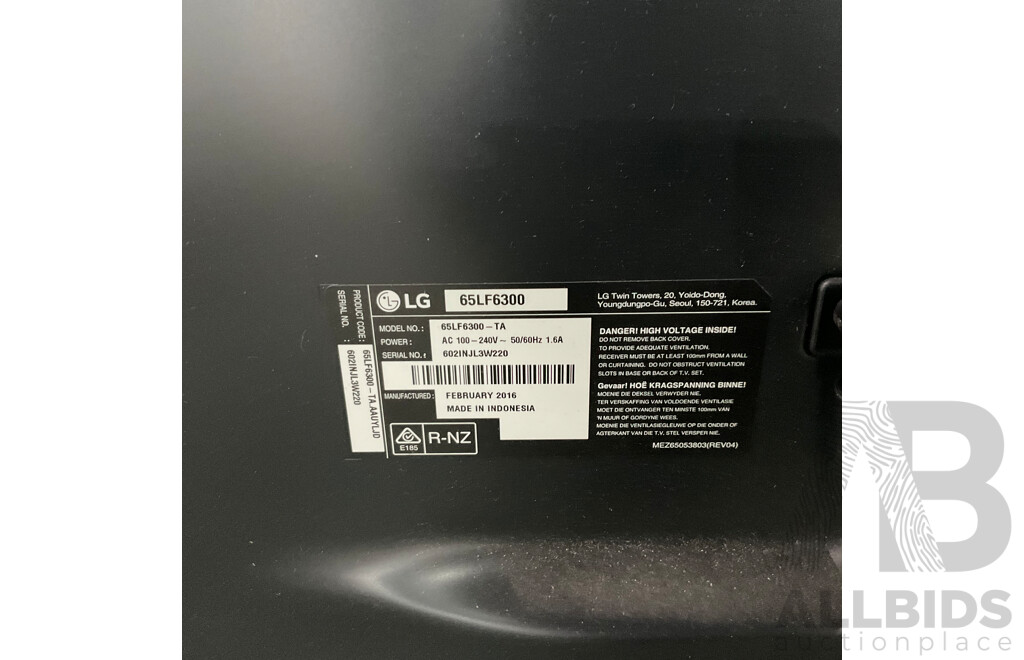 LG 65LF6300
LG Twin Towers, 20, Yoido-Dong,
Youngdungpo-Gu, Seoul, 150-721, Korea.
MODEL NO. : 65LF6300-TA
POWER : AC 100-240V ~ 50/60Hz 1.6A
SERIAL NO. : 602INJL3W220
MANUFACTURED : FEBRUARY 2016
MADE IN INDONESIA
E185
R-NZ
DANGER! HIGH VOLTAGE INSIDE!
DO NOT REMOVE BACK COVER.
TO PROVIDE ADEQUATE VENTILATION.
RECEIVER MUST BE AT LEAST 100mm FROM A WALL
OR CURTAINING. DO NOT OBSTRUCT VENTILATION
SLOTS IN BASE OR BACK OF T.V. SET.
Gevaar! HOË KRAGSPANNING BINNE!
MOENIE DIE DEKSEL VERWYDER NIE.
TER VERSKAFFING VAN VOLDOENDE VENTILASIE
MOET DIE ONTVANGER TEN MINSTE 100mm VAN
'N MUUR OF GORDYNE WEES.
MOENIE DIE VENTILASIEGLEUWE OP DIE ONDER OF
AGTERKANT VAN DIE T.V. STEL VERSPER NIE.
MEZ65053803(REV04)
PRODUCT CODE : 65LF6300-TA.AAUYLJD
SERIAL NO. : 602INJL3W220
AB
ALLBIDS
auctionplace